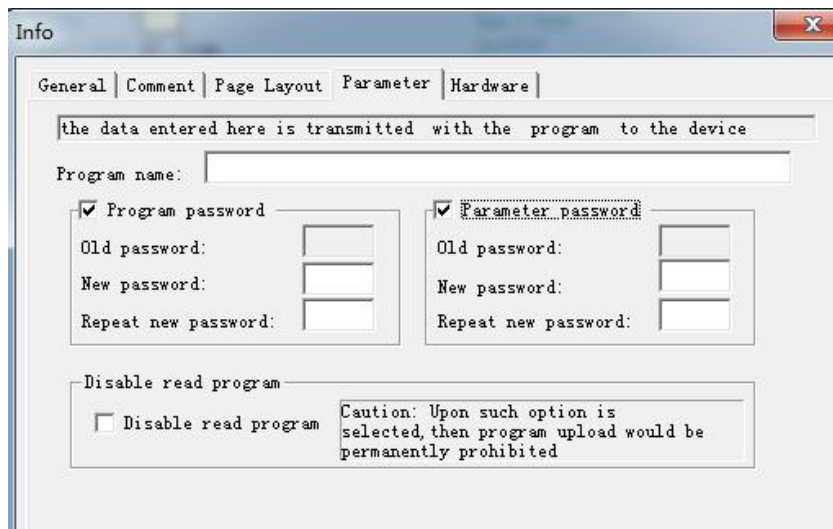 Info
General Comment Page Layout Parameter Hardware
the data entered here is transmitted with the program to the device
Program name:
Program password
Parameter password
Old password:
Old password:
New password:
New password:
Repeat new password:
Repeat new password:
Disable read program
Disable read program
Caution: Upon such option is
selected, then program upload would be
permanently prohibited